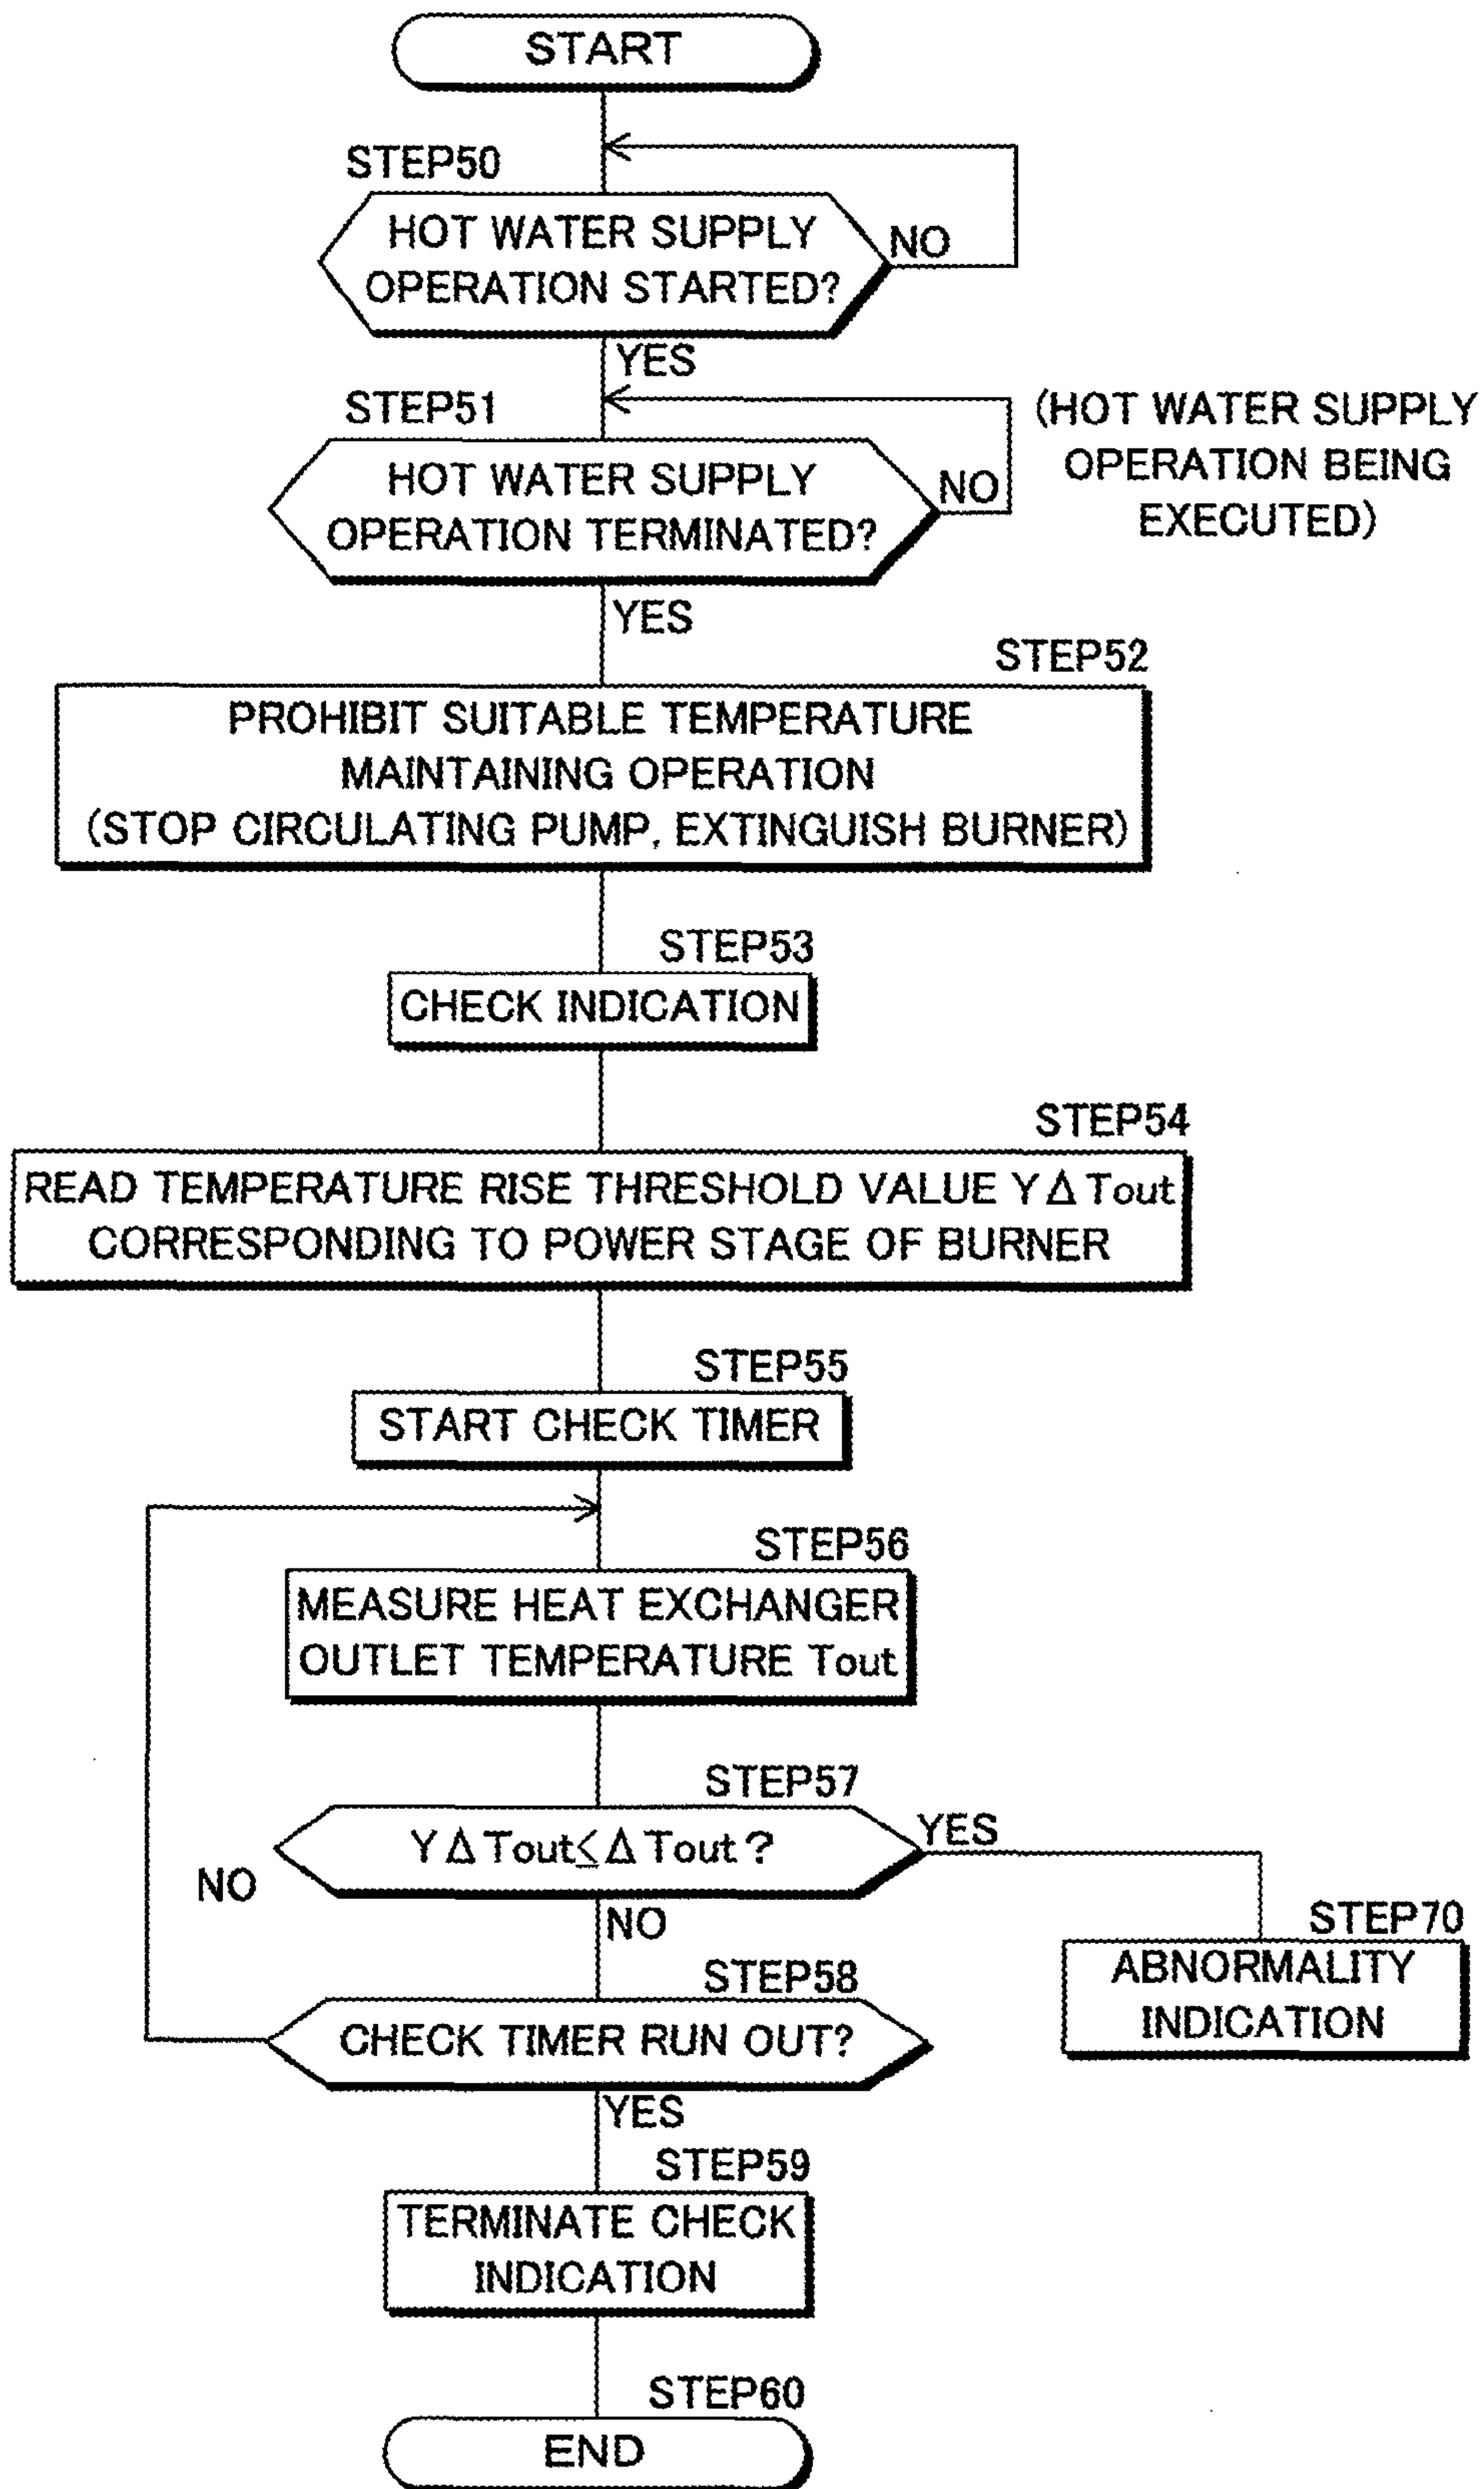 START
STEP50
HOT WATER SUPPLY
OPERATION STARTED?
NO
YES
STEP51
HOT WATER SUPPLY
OPERATION TERMINATED?
NO
(HOT WATER SUPPLY
OPERATION BEING
EXECUTED)
YES
STEP52
PROHIBIT SUITABLE TEMPERATURE
MAINTAINING OPERATION
(STOP CIRCULATING PUMP, EXTINGUISH BURNER)
STEP53
CHECK INDICATION
STEP54
READ TEMPERATURE RISE THRESHOLD VALUE YΔTout
CORRESPONDING TO POWER STAGE OF BURNER
STEP55
START CHECK TIMER
STEP56
MEASURE HEAT EXCHANGER
OUTLET TEMPERATURE Tout
STEP57
YΔTout≦ΔTout?
YES
NO
NO
STEP70
ABNORMALITY
INDICATION
STEP58
CHECK TIMER RUN OUT?
YES
STEP59
TERMINATE CHECK
INDICATION
STEP60
END